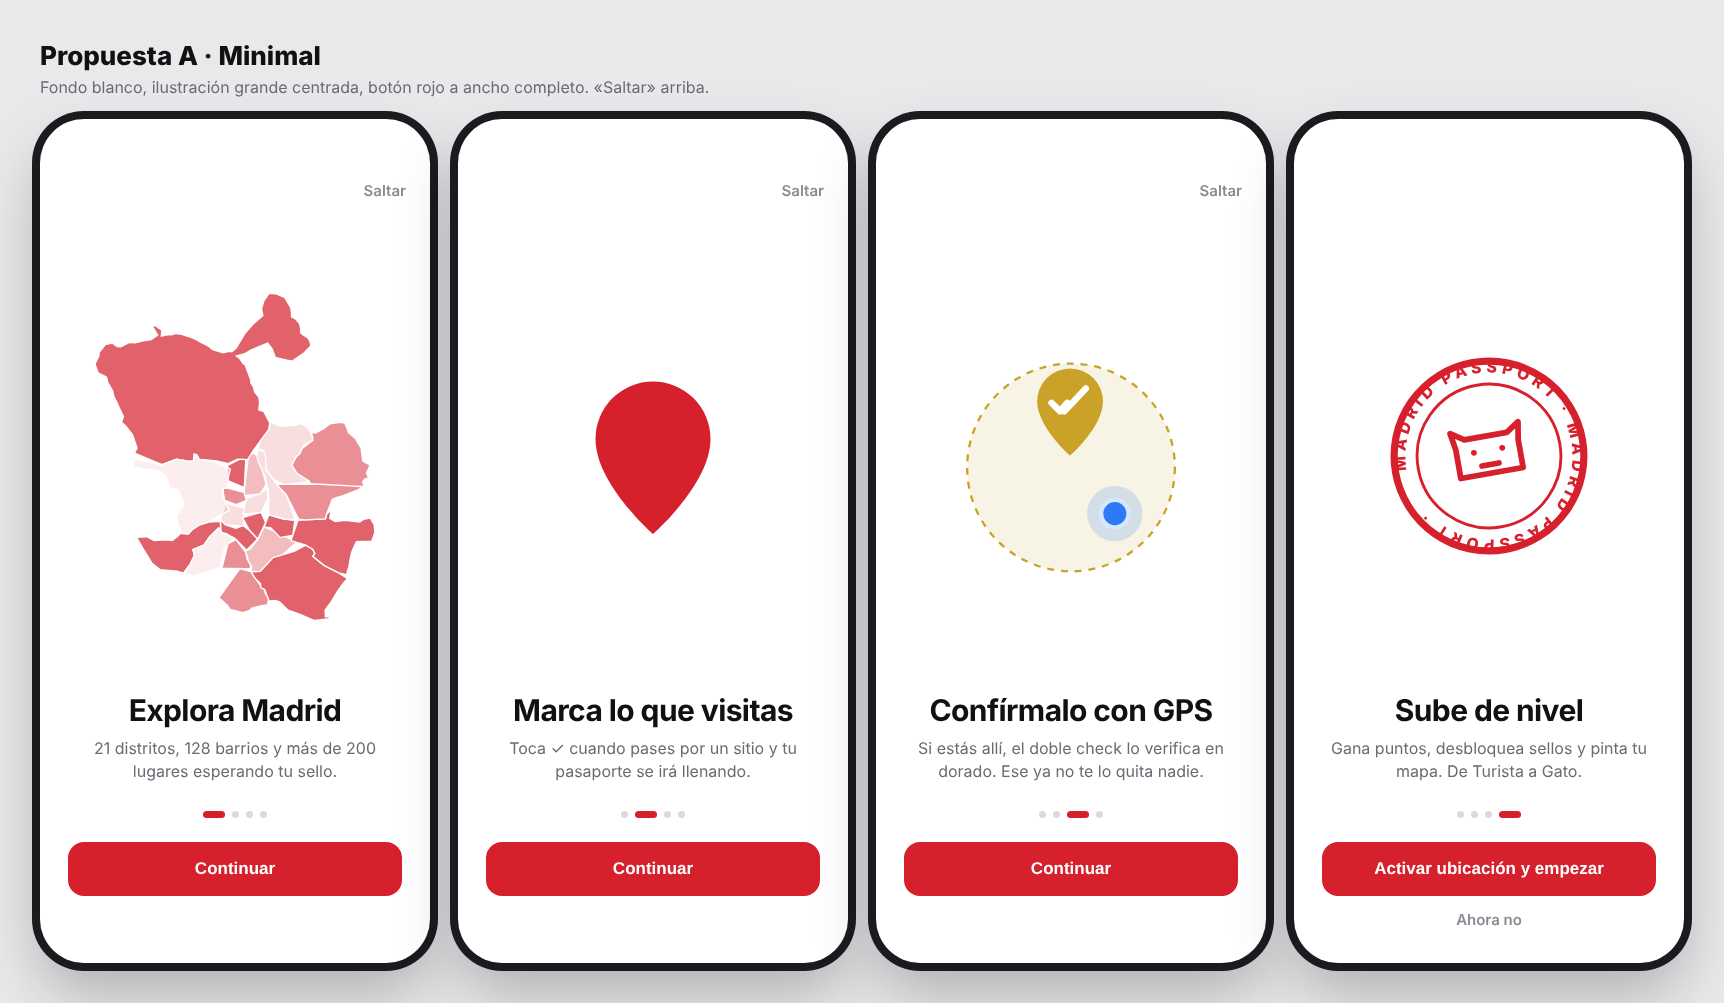 Propuesta A · Minimal
Fondo blanco, ilustración grande centrada, botón rojo a ancho completo. «Saltar» arriba.
Saltar
Explora Madrid
21 distritos, 128 barrios y más de 200
lugares esperando tu sello.
Continuar
Saltar
Marca lo que visitas
Toca ✓ cuando pases por un sitio y tu
pasaporte se irá llenando.
Continuar
Saltar
Confírmalo con GPS
Si estás allí, el doble check lo verifica en
dorado. Ese ya no te lo quita nadie.
Continuar
MADRID PASSPORT · MADRID PASSPORT ·
Sube de nivel
Gana puntos, desbloquea sellos y pinta tu
mapa. De Turista a Gato.
Activar ubicación y empezar
Ahora no